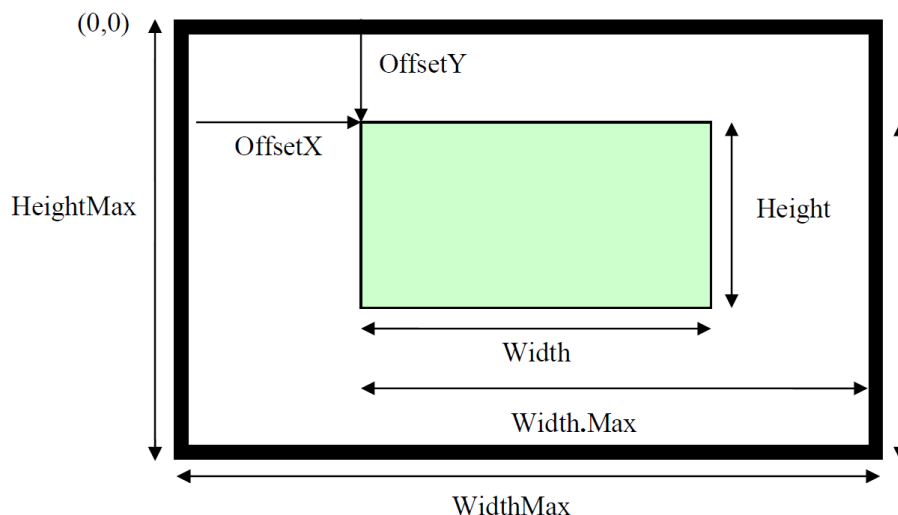 (0,0)
OffsetY
OffsetX
HeightMax
Height
Width
Width.Max
WidthMax